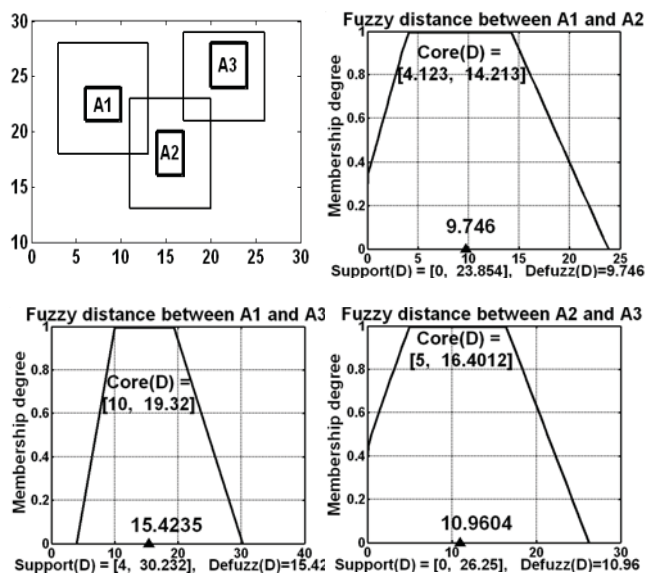 30
25
20
15
10
0 5 10 15 20 25 30
A1
A2
A3
Fuzzy distance between A1 and A2
Membership degree
1
0.8
0.6
0.4
0.2
0
Core(D) =
[4.123, 14.213]
9.746
0 5 10 15 20 25
Support(D) = [0, 23.854], Defuzz(D)=9.746
Fuzzy distance between A1 and A3
Membership degree
1
0.8
0.6
0.4
0.2
0
Core(D) =
[10, 19.32]
15.4235
0 10 20 30 40
Support(D) = [4, 30.232], Defuzz(D)=15.42
Fuzzy distance between A2 and A3
Membership degree
1
0.8
0.6
0.4
0.2
0
Core(D) =
[5, 16.4012]
10.9604
0 10 20 30
Support(D) = [0, 26.25], Defuzz(D)=10.96